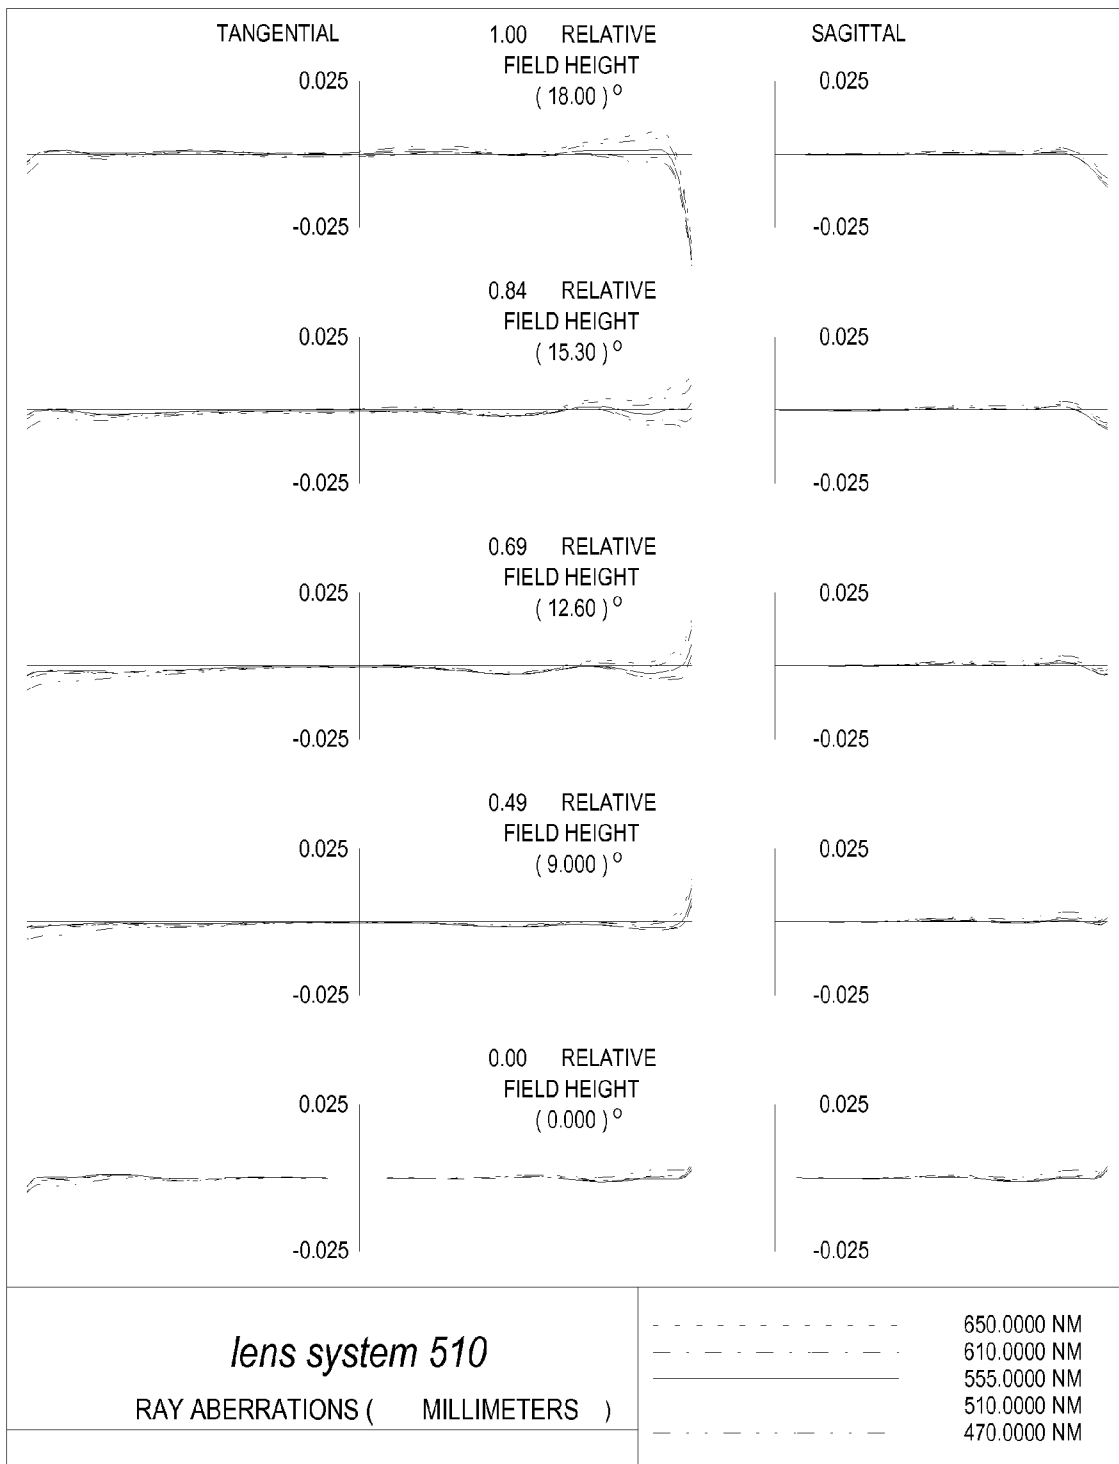 TANGENTIAL 1.00 RELATIVE SAGITTAL
FIELD HEIGHT
( 18.00 ) º
0.025 0.025
-0.025 -0.025
0.84 RELATIVE
FIELD HEIGHT
( 15.30 ) º
0.025 0.025
-0.025 -0.025
0.69 RELATIVE
FIELD HEIGHT
( 12.60 ) º
0.025 0.025
-0.025 -0.025
0.49 RELATIVE
FIELD HEIGHT
( 9.000 ) º
0.025 0.025
-0.025 -0.025
0.00 RELATIVE
FIELD HEIGHT
( 0.000 ) º
0.025 0.025
-0.025 -0.025
lens system 510
RAY ABERRATIONS ( MILLIMETERS )
650.0000 NM
610.0000 NM
555.0000 NM
510.0000 NM
470.0000 NM